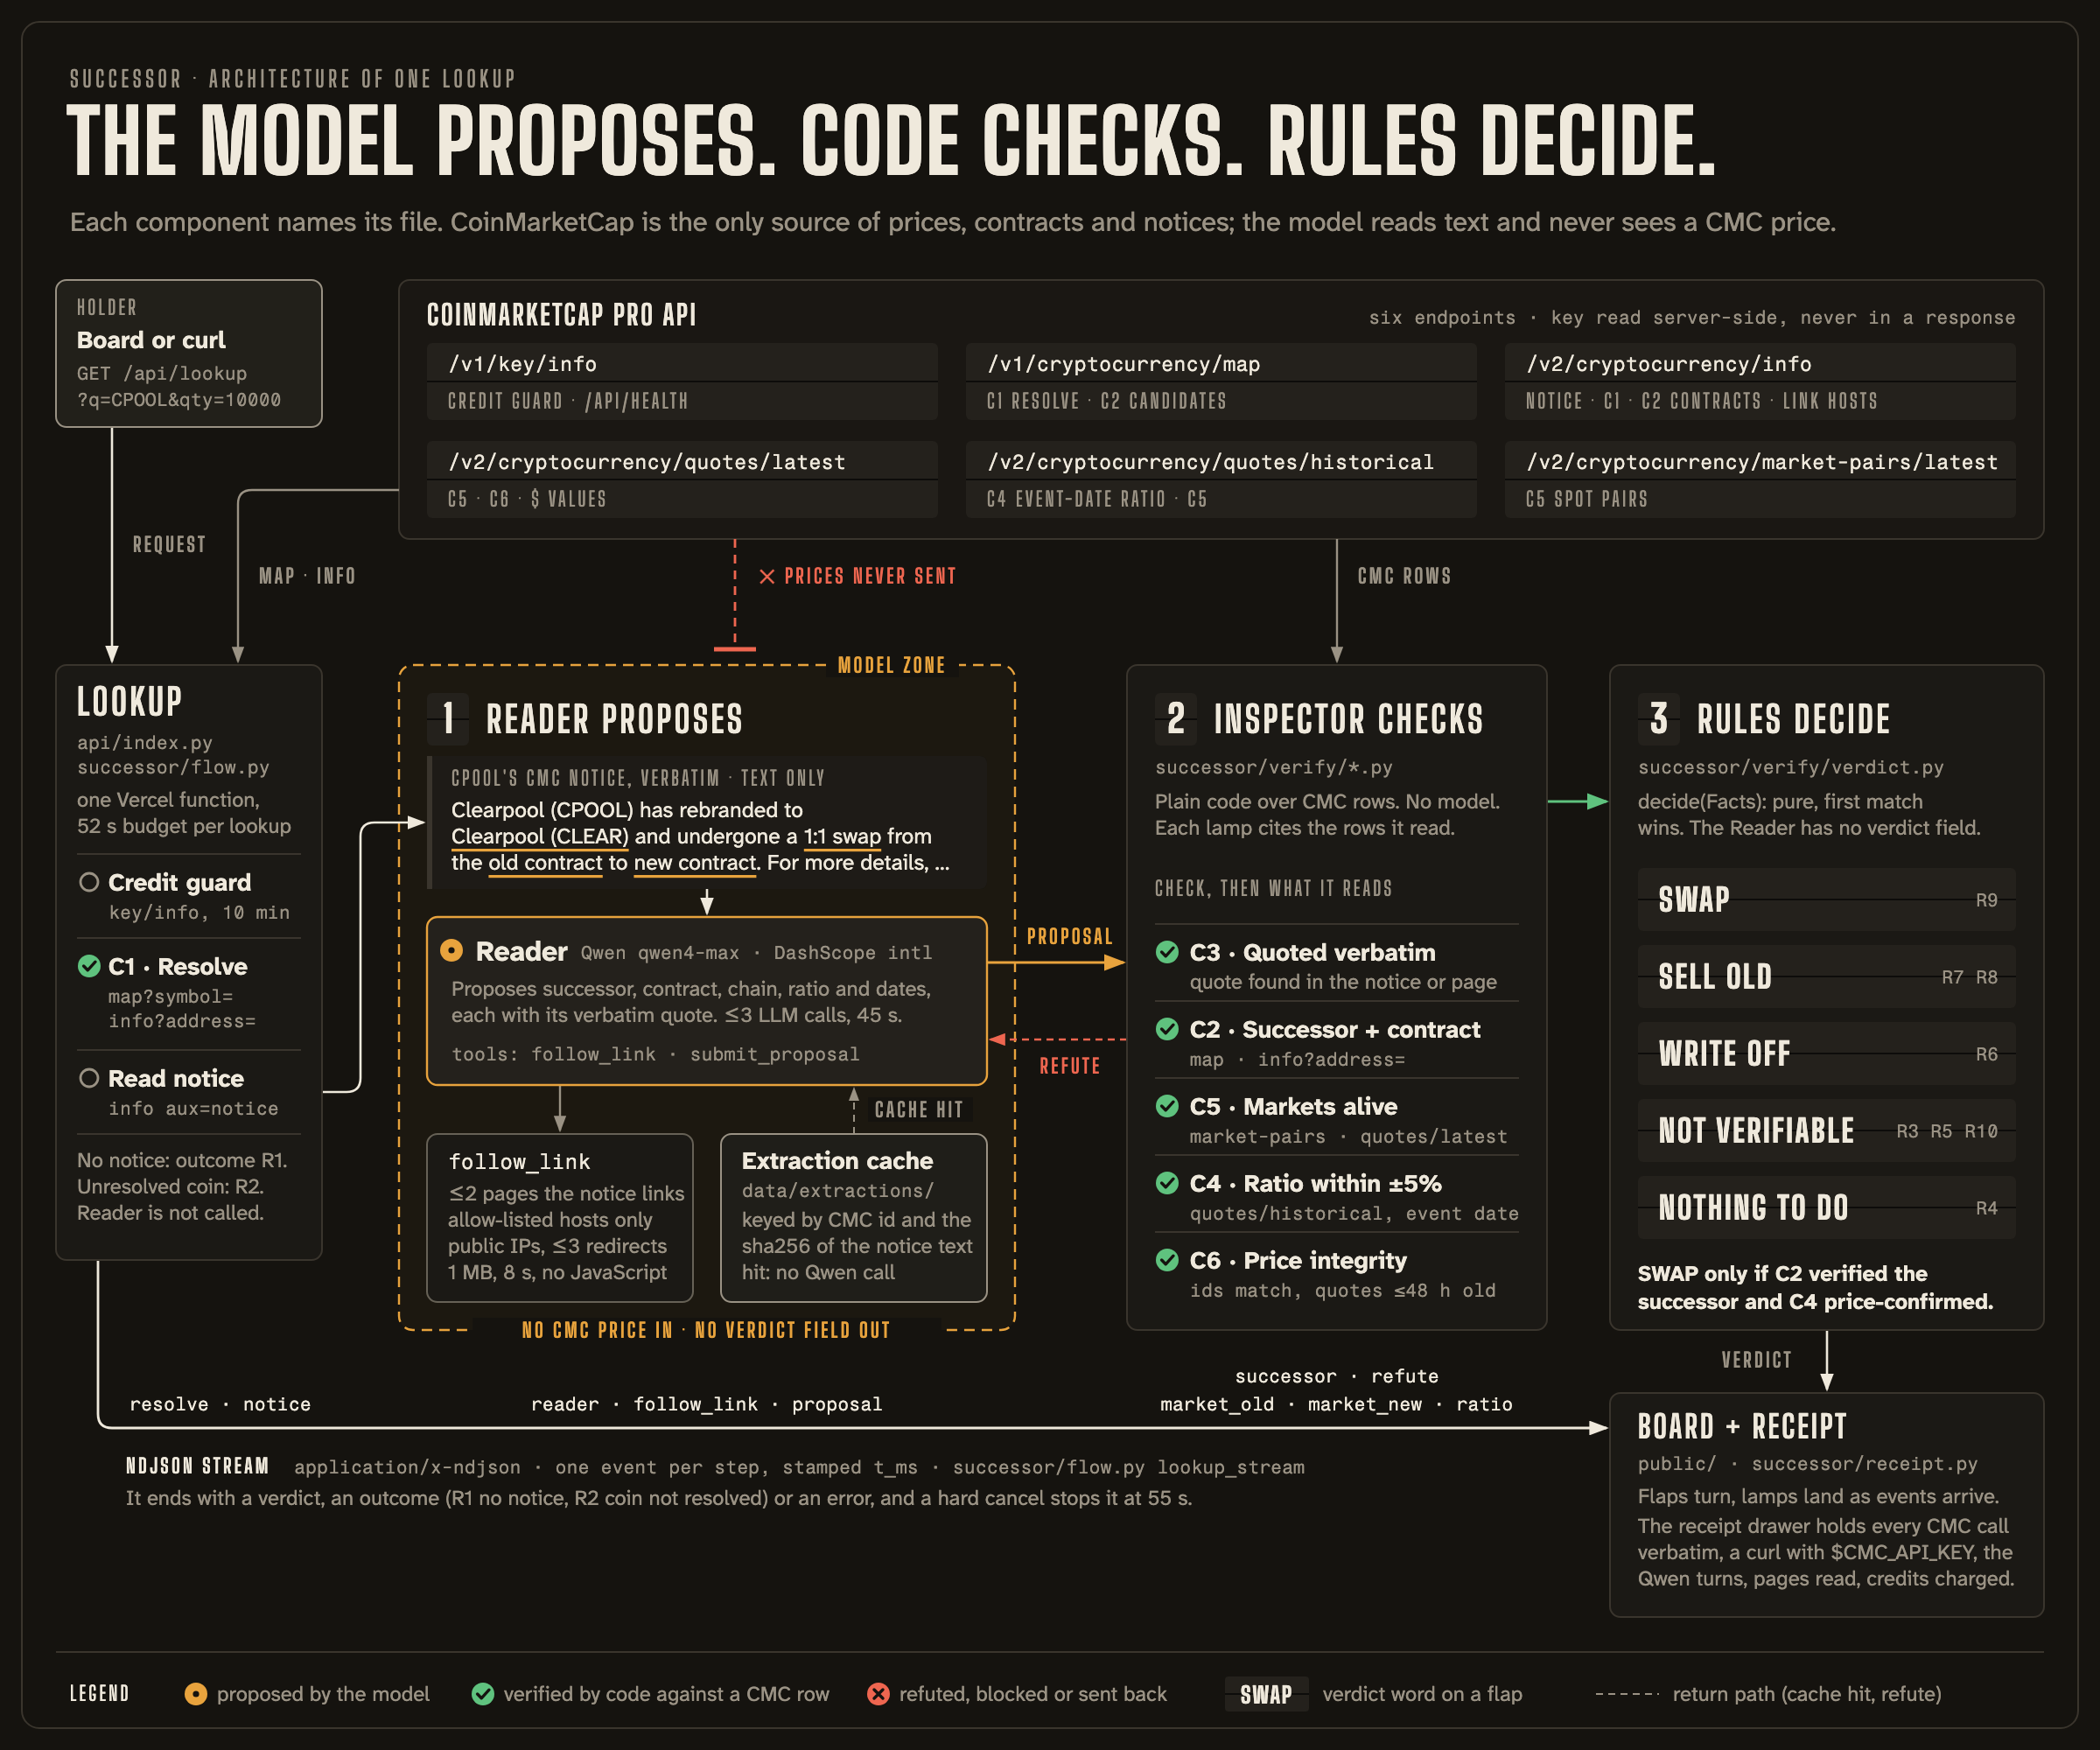 SUCCESSOR · ARCHITECTURE OF ONE LOOKUP
THE MODEL PROPOSES. CODE CHECKS. RULES DECIDE.
Each component names its file. CoinMarketCap is the only source of prices, contracts and notices; the model reads text and never sees a CMC price.
HOLDER
Board or curl
GET /api/lookup
?q=CPOOL&qty=10000
COINMARKETCAP PRO API
six endpoints · key read server-side, never in a response
/v1/key/info
CREDIT GUARD · /API/HEALTH
/v1/cryptocurrency/map
C1 RESOLVE · C2 CANDIDATES
/v2/cryptocurrency/info
NOTICE · C1 · C2 CONTRACTS · LINK HOSTS
/v2/cryptocurrency/quotes/latest
C5 · C6 · $ VALUES
/v2/cryptocurrency/quotes/historical
C4 EVENT-DATE RATIO · C5
/v2/cryptocurrency/market-pairs/latest
C5 SPOT PAIRS
REQUEST
MAP · INFO
× PRICES NEVER SENT
CMC ROWS
LOOKUP
api/index.py
successor/flow.py
one Vercel function,
52 s budget per lookup
Credit guard
key/info, 10 min
C1 · Resolve
map?symbol=
info?address=
Read notice
info aux=notice
No notice: outcome R1.
Unresolved coin: R2.
Reader is not called.
MODEL ZONE
1 READER PROPOSES
CPOOL'S CMC NOTICE, VERBATIM · TEXT ONLY
Clearpool (CPOOL) has rebranded to
Clearpool (CLEAR) and undergone a 1:1 swap from
the old contract to new contract. For more details, ...
Reader Qwen qwen4-max · DashScope intl
Proposes successor, contract, chain, ratio and dates,
each with its verbatim quote. ≤3 LLM calls, 45 s.
tools: follow_link · submit_proposal
CACHE HIT
follow_link
≤2 pages the notice links
allow-listed hosts only
public IPs, ≤3 redirects
1 MB, 8 s, no JavaScript
Extraction cache
data/extractions/
keyed by CMC id and the
sha256 of the notice text
hit: no Qwen call
NO CMC PRICE IN · NO VERDICT FIELD OUT
PROPOSAL
REFUTE
2 INSPECTOR CHECKS
successor/verify/*.py
Plain code over CMC rows. No model.
Each lamp cites the rows it read.
CHECK, THEN WHAT IT READS
C3 · Quoted verbatim
quote found in the notice or page
C2 · Successor + contract
map · info?address=
C5 · Markets alive
market-pairs · quotes/latest
C4 · Ratio within ±5%
quotes/historical, event date
C6 · Price integrity
ids match, quotes ≤48 h old
3 RULES DECIDE
successor/verify/verdict.py
decide(Facts): pure, first match
wins. The Reader has no verdict field.
SWAP R9
SELL OLD R7 R8
WRITE OFF R6
NOT VERIFIABLE R3 R5 R10
NOTHING TO DO R4
SWAP only if C2 verified the
successor and C4 price-confirmed.
VERDICT
resolve · notice
reader · follow_link · proposal
successor · refute
market_old · market_new · ratio
NDJSON STREAM application/x-ndjson · one event per step, stamped t_ms · successor/flow.py lookup_stream
It ends with a verdict, an outcome (R1 no notice, R2 coin not resolved) or an error, and a hard cancel stops it at 55 s.
BOARD + RECEIPT
public/ · successor/receipt.py
Flaps turn, lamps land as events arrive.
The receipt drawer holds every CMC call
verbatim, a curl with $CMC_API_KEY, the
Qwen turns, pages read, credits charged.
LEGEND
proposed by the model
verified by code against a CMC row
refuted, blocked or sent back
SWAP verdict word on a flap
return path (cache hit, refute)